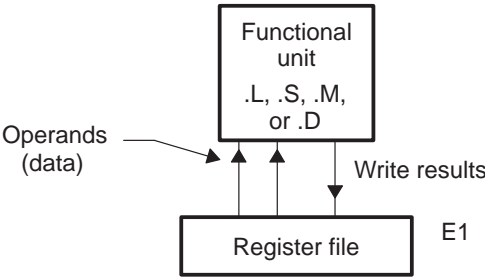 Functional
unit
.L, .S, .M,
or .D
Operands
(data)
Write results
Register file
E1